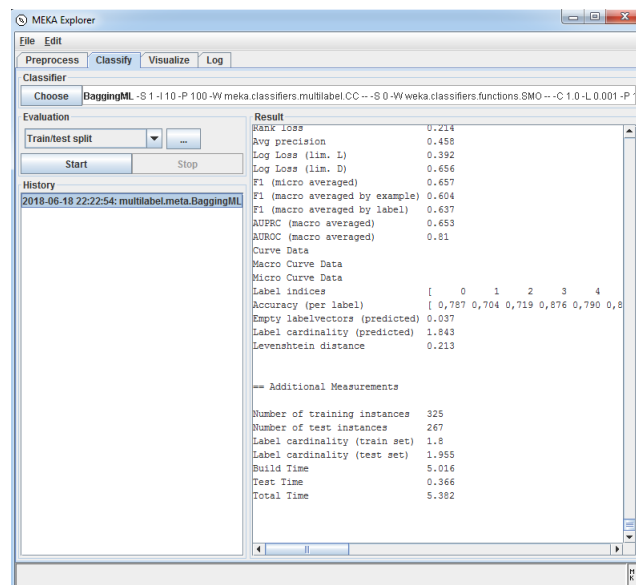 MEKA Explorer
File Edit
Preprocess Classify Visualize Log
Classifier
Choose BaggingML -S 1 -I 10 -P 100 -W meka.classifiers.multilabel.CC -- -S 0 -W weka.classifiers.functions.SMO -- -C 1.0 -L 0.001 -P 1
Evaluation
Train/test split ...
Start Stop
History
2018-06-18 22:22:54: multilabel.meta.BaggingML
Result
Rank loss 0.214
Avg precision 0.458
Log Loss (lim. L) 0.392
Log Loss (lim. D) 0.656
F1 (micro averaged) 0.657
F1 (macro averaged by example) 0.604
F1 (macro averaged by label) 0.637
AUPRC (macro averaged) 0.653
AUROC (macro averaged) 0.81
Curve Data
Macro Curve Data
Micro Curve Data
Label indices [ 0 1 2 3 4
Accuracy (per label) [ 0,787 0,704 0,719 0,876 0,790 0,8
Empty labelvectors (predicted) 0.037
Label cardinality (predicted) 1.843
Levenshtein distance 0.213
== Additional Measurements
Number of training instances 325
Number of test instances 267
Label cardinality (train set) 1.8
Label cardinality (test set) 1.955
Build Time 5.016
Test Time 0.366
Total Time 5.382